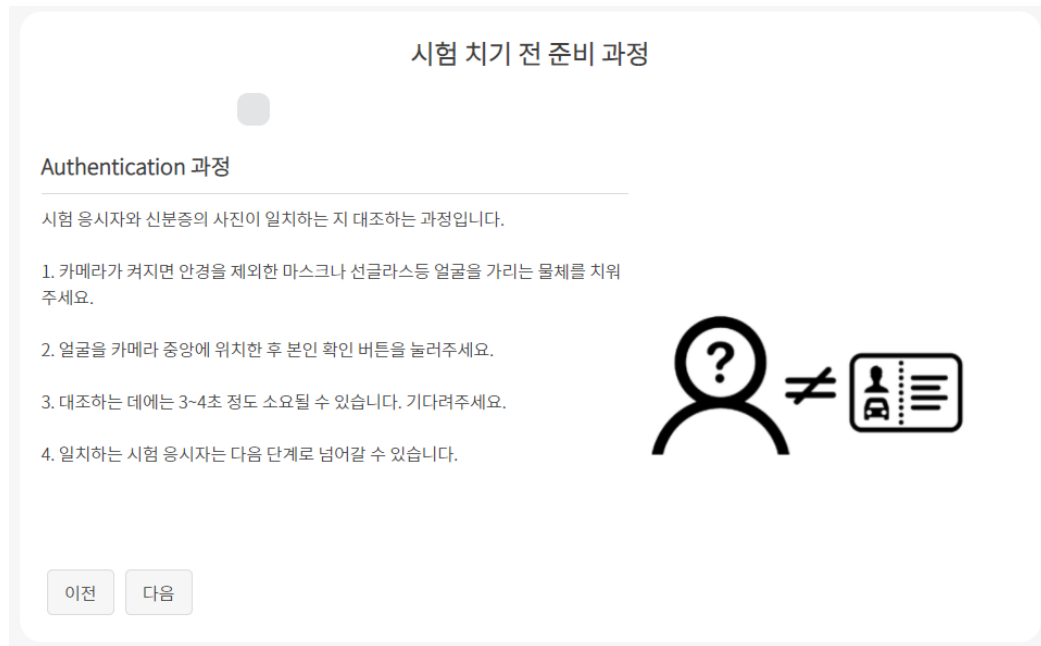 시험 치기 전 준비 과정
Authentication 과정
시험 응시자와 신분증의 사진이 일치하는 지 대조하는 과정입니다.
1. 카메라가 켜지면 안경을 제외한 마스크나 선글라스등 얼굴을 가리는 물체를 치워
주세요.
2. 얼굴을 카메라 중앙에 위치한 후 본인 확인 버튼을 눌러주세요.
3. 대조하는 데에는 3~4초 정도 소요될 수 있습니다. 기다려주세요.
4. 일치하는 시험 응시자는 다음 단계로 넘어갈 수 있습니다.
?
≠
이전 다음